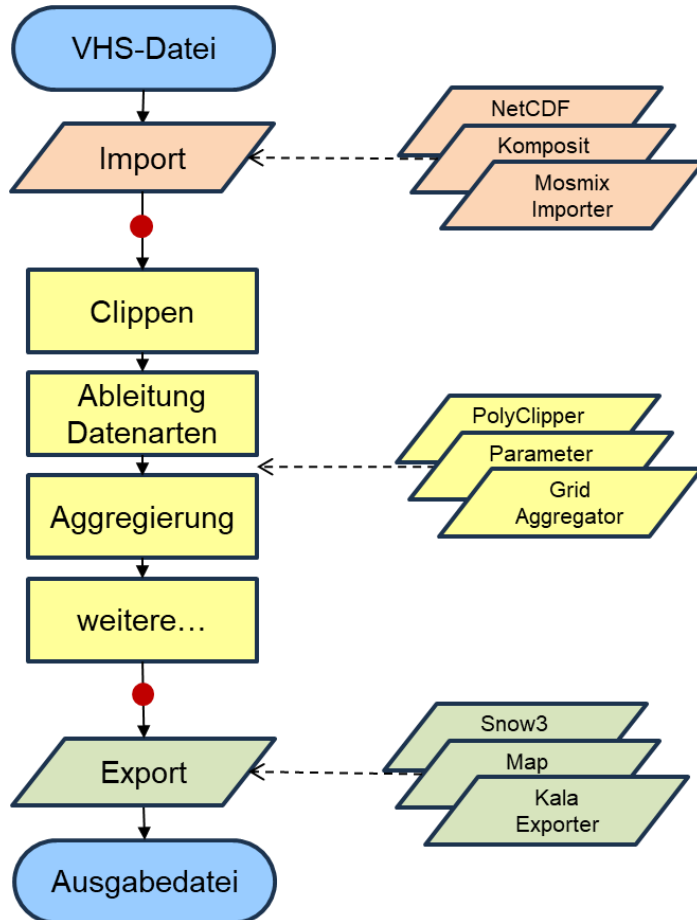 VHS-Datei
Import
NetCDF
Komposit
Mosmix
Importer
Clippen
Ableitung
Datenarten
Aggregierung
weitere…
PolyClipper
Parameter
Grid
Aggregator
Export
Snow3
Map
Kala
Exporter
Ausgabedatei